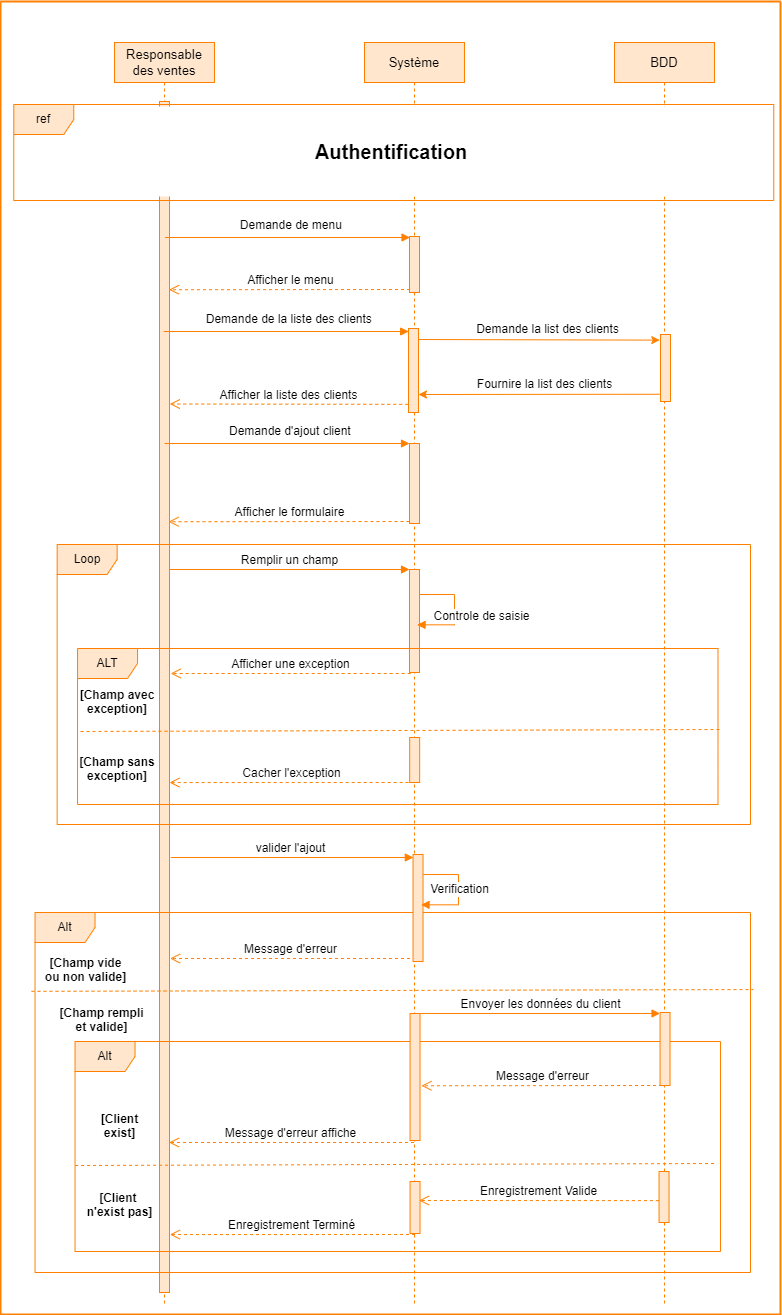 Responsable
des ventes
Système
BDD
ref
Authentification
Demande de menu
Afficher le menu
Demande de la liste des clients
Demande la list des clients
Fournire la list des clients
Afficher la liste des clients
Demande d'ajout client
Afficher le formulaire
Loop
Remplir un champ
Controle de saisie
ALT
Afficher une exception
[Champ avec
exception]
[Champ sans
exception]
Cacher l'exception
valider l'ajout
Verification
Alt
Message d'erreur
[Champ vide
ou non valide]
[Champ rempli
et valide]
Envoyer les données du client
Alt
Message d'erreur
[Client
exist]
Message d'erreur affiche
[Client
n'exist pas]
Enregistrement Valide
Enregistrement Terminé